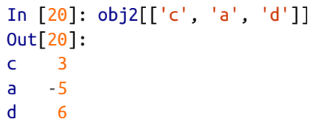 In [20]: obj2[['c', 'a', 'd']]
Out[20]:
c    3
a   -5
d    6